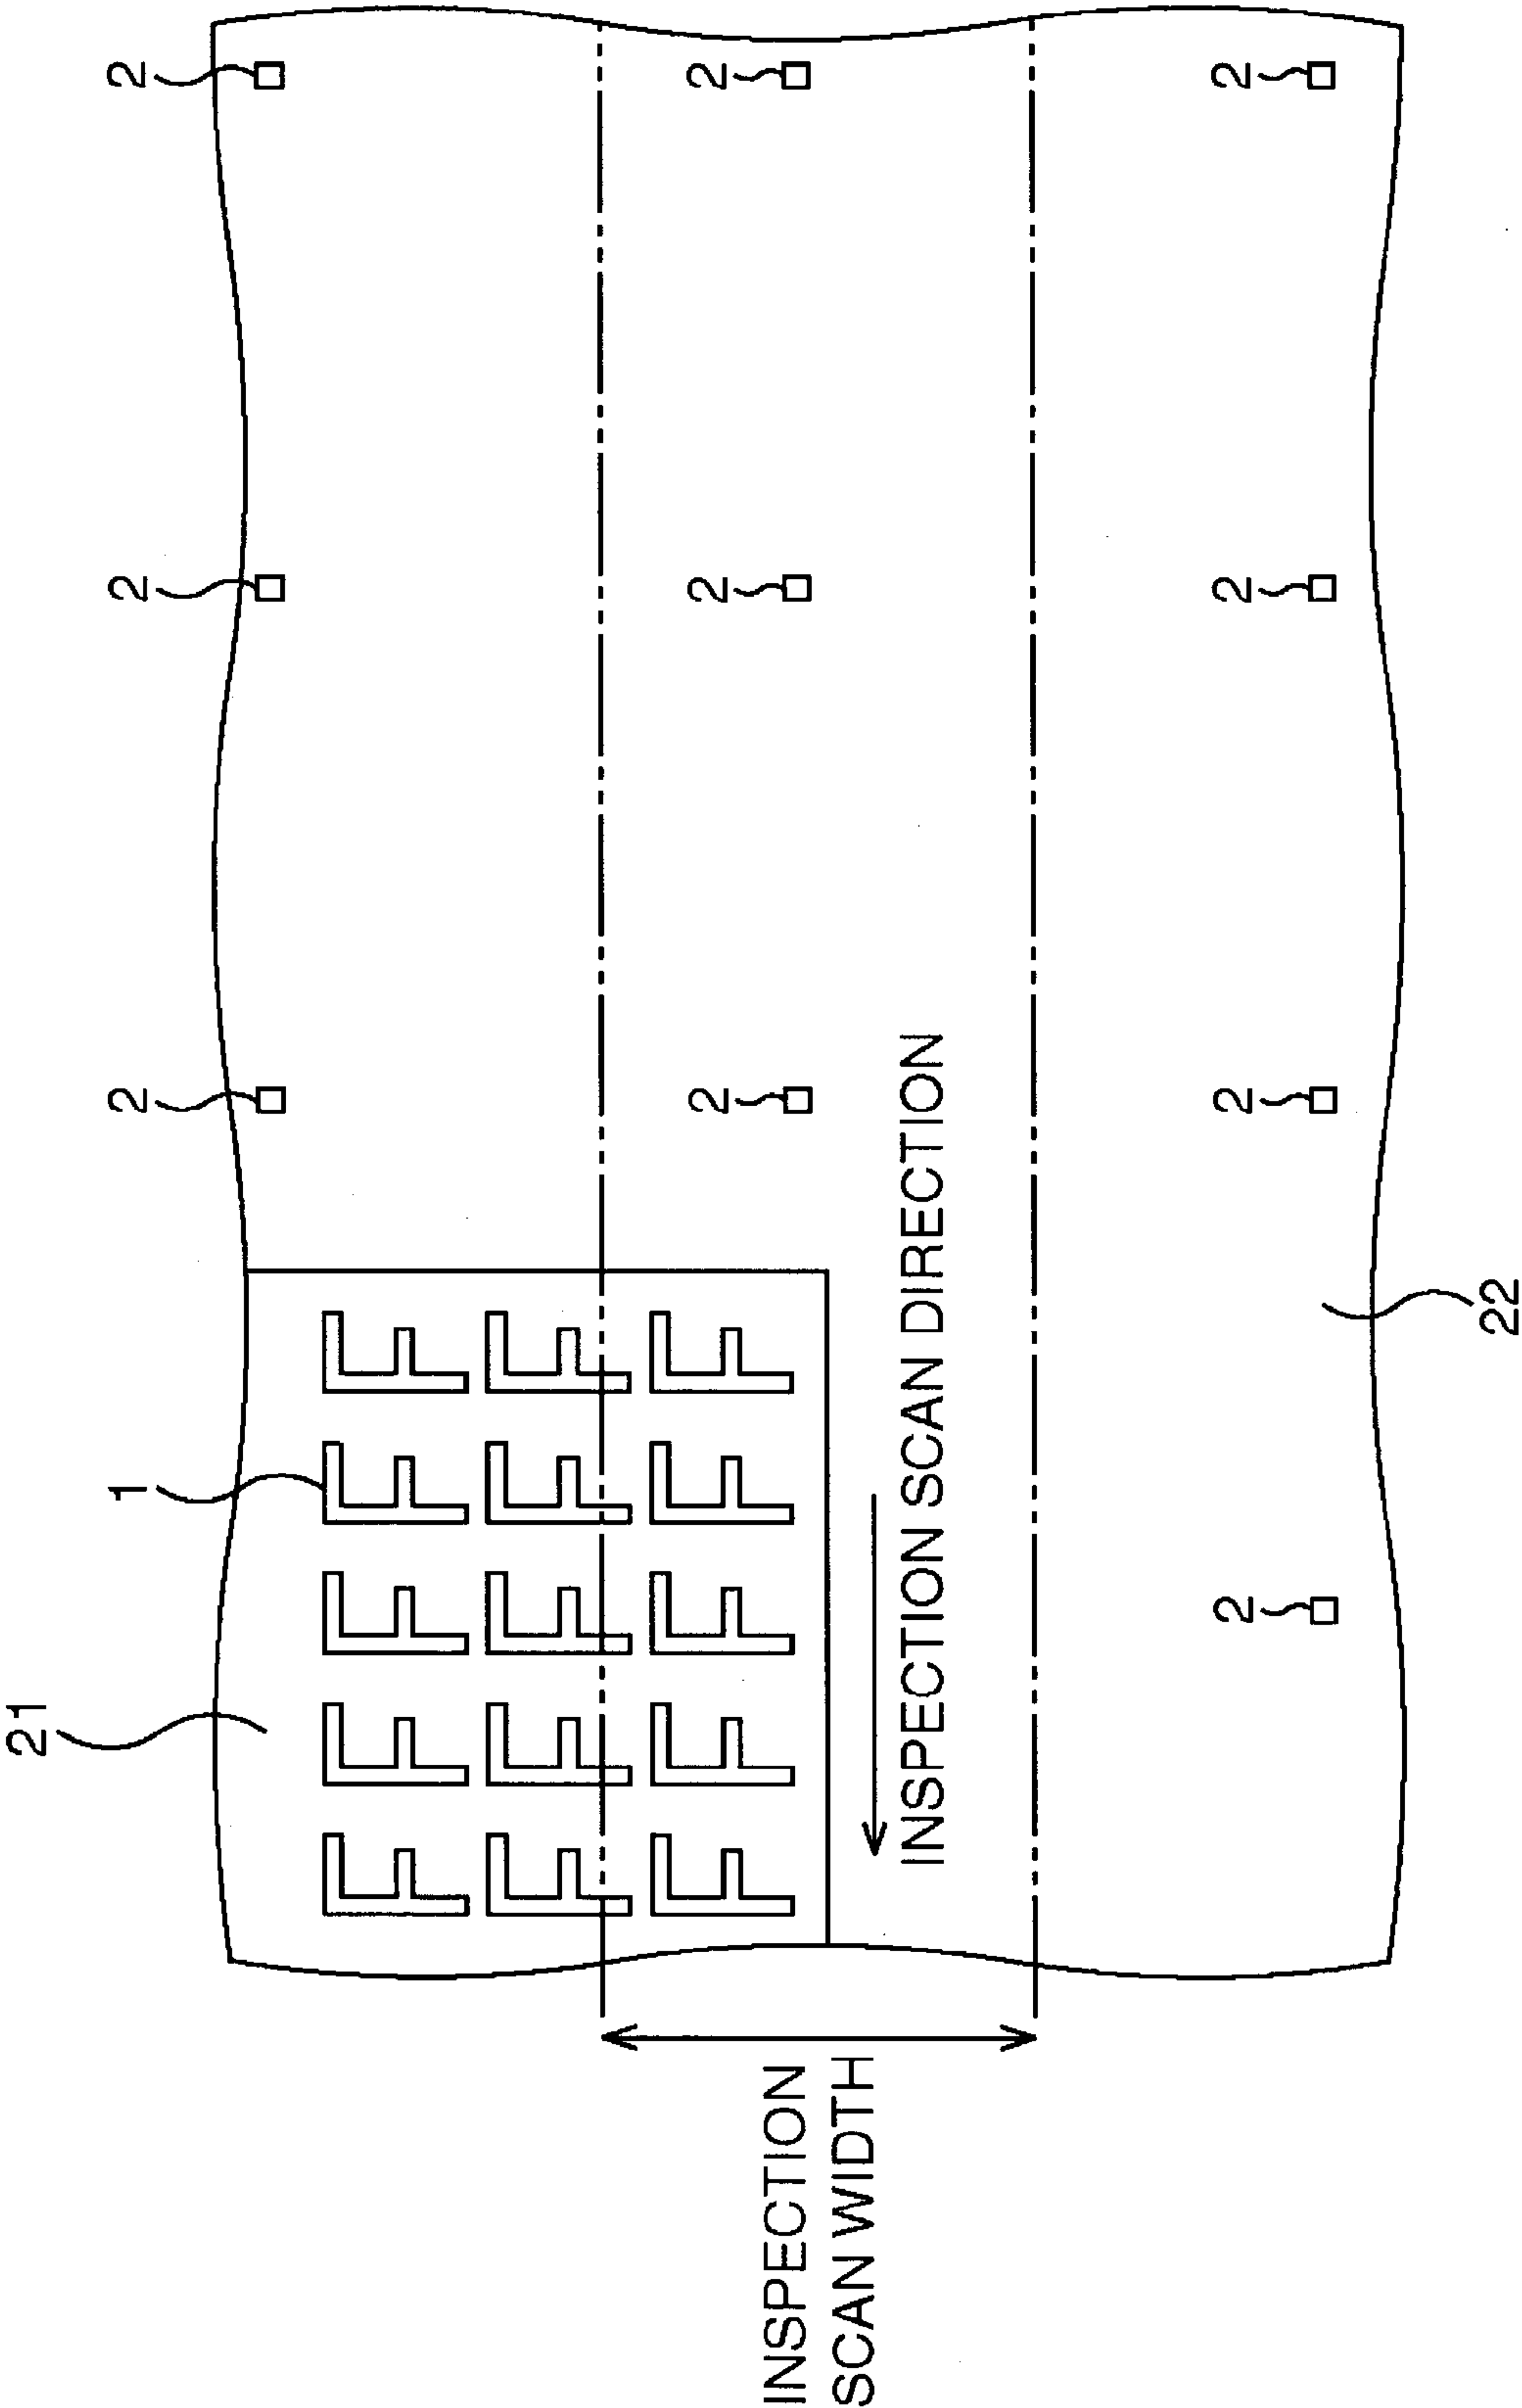 21
1 2 2 2
F F F F F
F F F F F
F F F F F
2 2 2
INSPECTION
SCAN WIDTH
INSPECTION SCAN DIRECTION
2 2 2 2
22